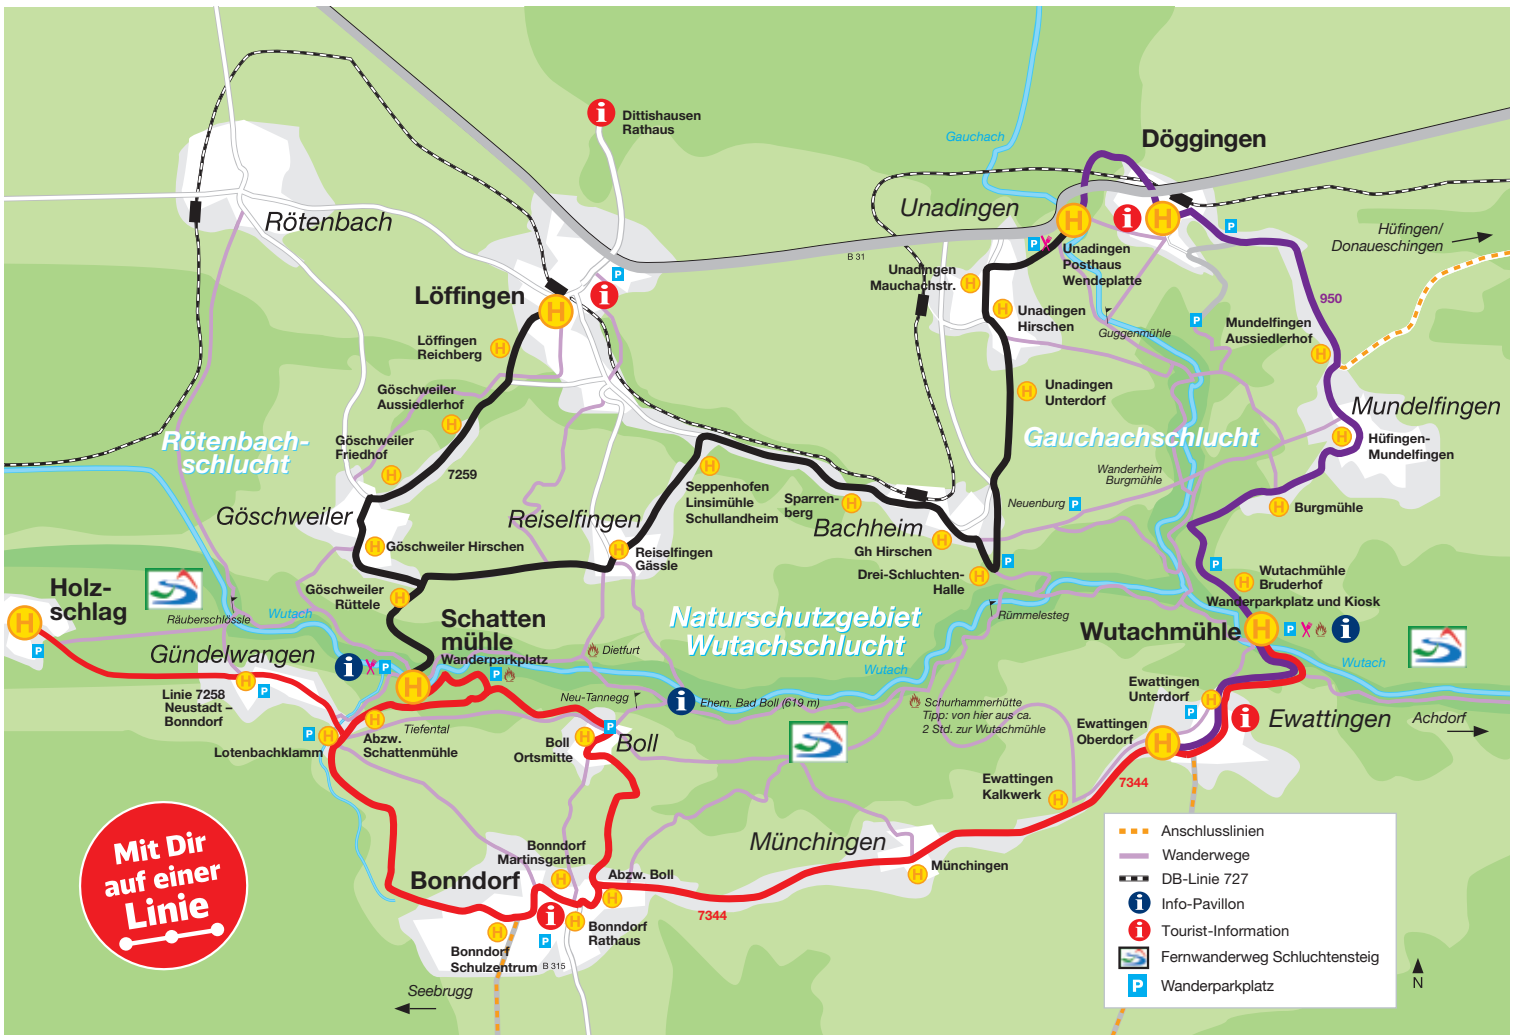 Dittishausen
Rathaus
Gauchach
Döggingen
Rötenbach
Unadingen
Hüfingen/
Donaueschingen
B 31
Unadingen
Posthaus
Wendeplatte
Unadingen
Mauchachstr.
Löffingen
950
Unadingen
Hirschen
Guggenmühle
Mundelfingen
Aussiedlerhof
Löffingen
Reichberg
Göschweiler
Aussiedlerhof
Unadingen
Unterdorf
Mundelfingen
Göschweiler
Friedhof
Rötenbach-
schlucht
Gauchachschlucht
Hüfingen-
Mundelfingen
7259
Wanderheim
Burgmühle
Seppenhofen
Linsimühle
Schullandheim
Sparren-
berg
Neuenburg
Burgmühle
Göschweiler
Reiselfingen
Bachheim
Göschweiler Hirschen
Reiselfingen
Gässle
Gh Hirschen
Drei-Schluchten-
Halle
Wutachmühle
Bruderhof
Wanderparkplatz und Kiosk
Holz-
schlag
Göschweiler
Rüttele
Räuberschlössle
Wutach
Schatten
mühle
Wanderparkplatz
Naturschutzgebiet
Wutachschlucht
Rümmelesteg
Wutachmühle
Gündelwangen
Dietfurt
Wutach
Wutach
Linie 7258
Neustadt –
Bonndorf
Neu-Tannegg
Ehem. Bad Boll (619 m)
Schurhammerhütte
Tipp: von hier aus ca.
2 Std. zur Wutachmühle
Ewattingen
Unterdorf
Ewattingen
Oberdorf
Ewattingen
Achdorf
Lotenbachklamm
Abzw.
Schattenmühle
Tiefental
Boll
Ortsmitte
Boll
Ewattingen
Kalkwerk
7344
Mit Dir
auf einer
Linie
Münchingen
Münchingen
Bonndorf
Martinsgarten
Bonndorf
Abzw. Boll
7344
Bonndorf
Rathaus
Bonndorf
Schulzentrum
B 315
Seebrugg
Anschlusslinien
Wanderwege
DB-Linie 727
Info-Pavillon
Tourist-Information
Fernwanderweg Schluchtensteig
P Wanderparkplatz
N